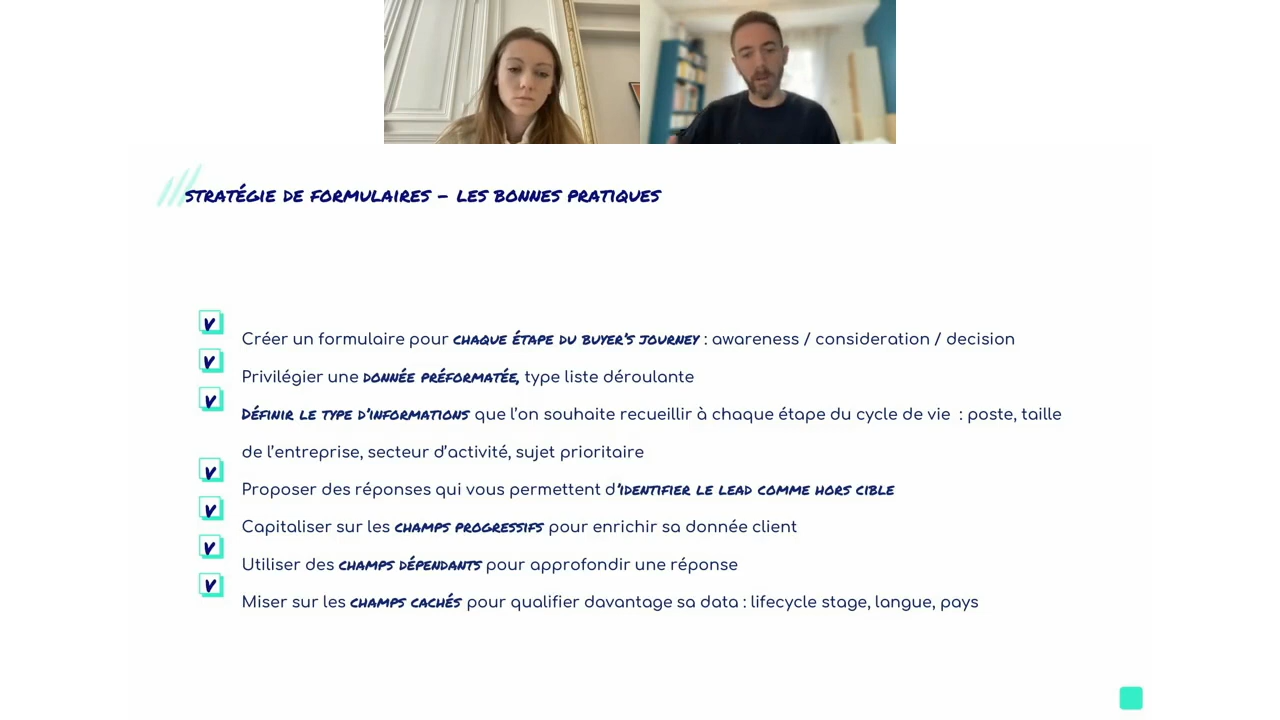 STRATÉGIE DE FORMULAIRES – LES BONNES PRATIQUES
Créer un formulaire pour CHAQUE ÉTAPE DU BUYER'S JOURNEY : awareness / consideration / decision
Privilégier une DONNÉE PRÉFORMATÉE, type liste déroulante
DÉFINIR LE TYPE D'INFORMATIONS que l'on souhaite recueillir à chaque étape du cycle de vie : poste, taille
de l'entreprise, secteur d'activité, sujet prioritaire
Proposer des réponses qui vous permettent d'IDENTIFIER LE LEAD COMME HORS CIBLE
Capitaliser sur les CHAMPS PROGRESSIFS pour enrichir sa donnée client
Utiliser des CHAMPS DÉPENDANTS pour approfondir une réponse
Miser sur les CHAMPS CACHÉS pour qualifier davantage sa data : lifecycle stage, langue, pays